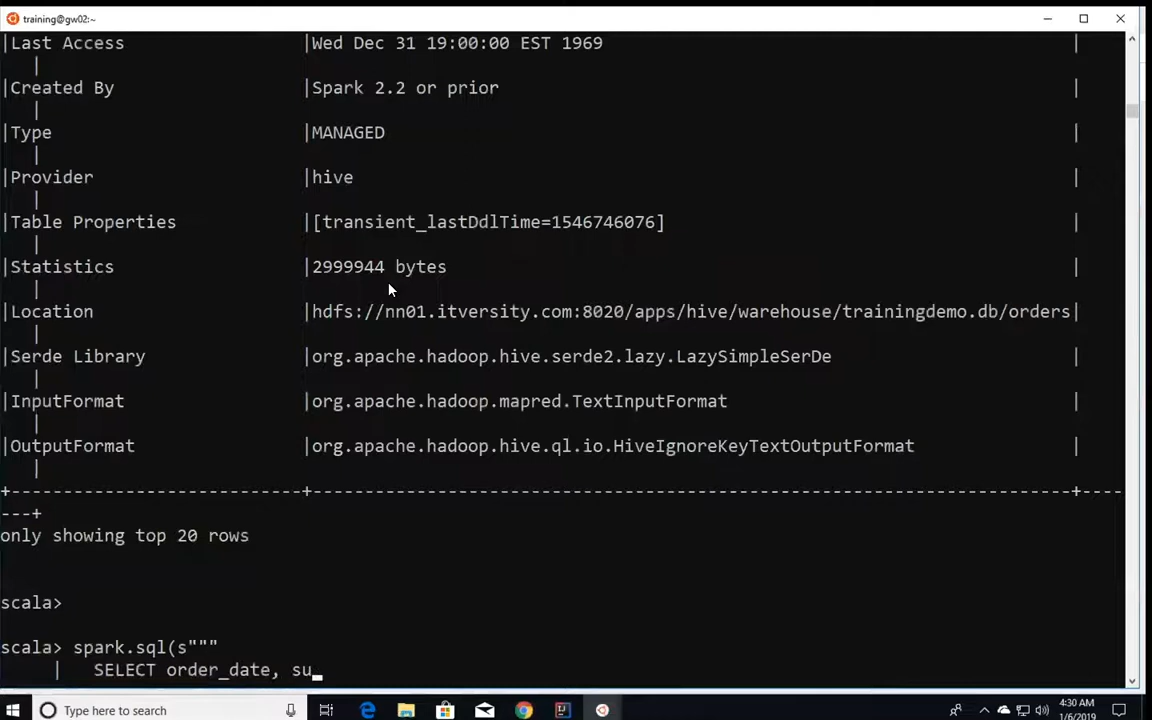 training@gw02:~
|Last Access |Wed Dec 31 19:00:00 EST 1969 |
|
|Created By |Spark 2.2 or prior |
|
|Type |MANAGED |
|
|Provider |hive |
|
|Table Properties |[transient_lastDdlTime=1546746076] |
|
|Statistics |2999944 bytes |
|
|Location |hdfs://nn01.itversity.com:8020/apps/hive/warehouse/trainingdemo.db/orders|
|
|Serde Library |org.apache.hadoop.hive.serde2.lazy.LazySimpleSerDe |
|
|InputFormat |org.apache.hadoop.mapred.TextInputFormat |
|
|OutputFormat |org.apache.hadoop.hive.ql.io.HiveIgnoreKeyTextOutputFormat |
|
+----------------------------+-------------------------------------------------------------------------+----
---+
only showing top 20 rows
scala>
scala> spark.sql(s"""
| SELECT order_date, su_
Type here to search
4:30 AM
1/6/2019